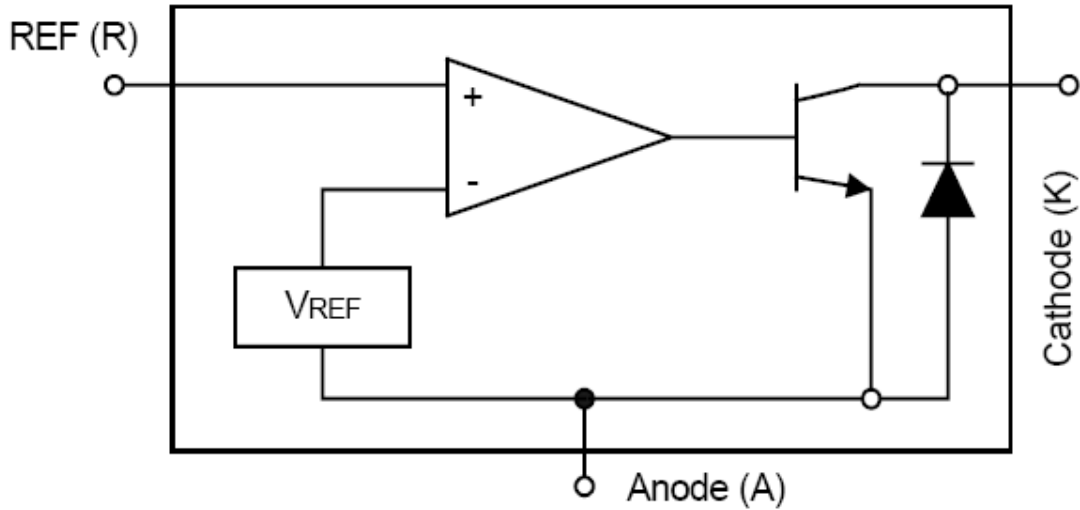 REF (R)
+
-
VREF
Cathode (K)
Anode (A)